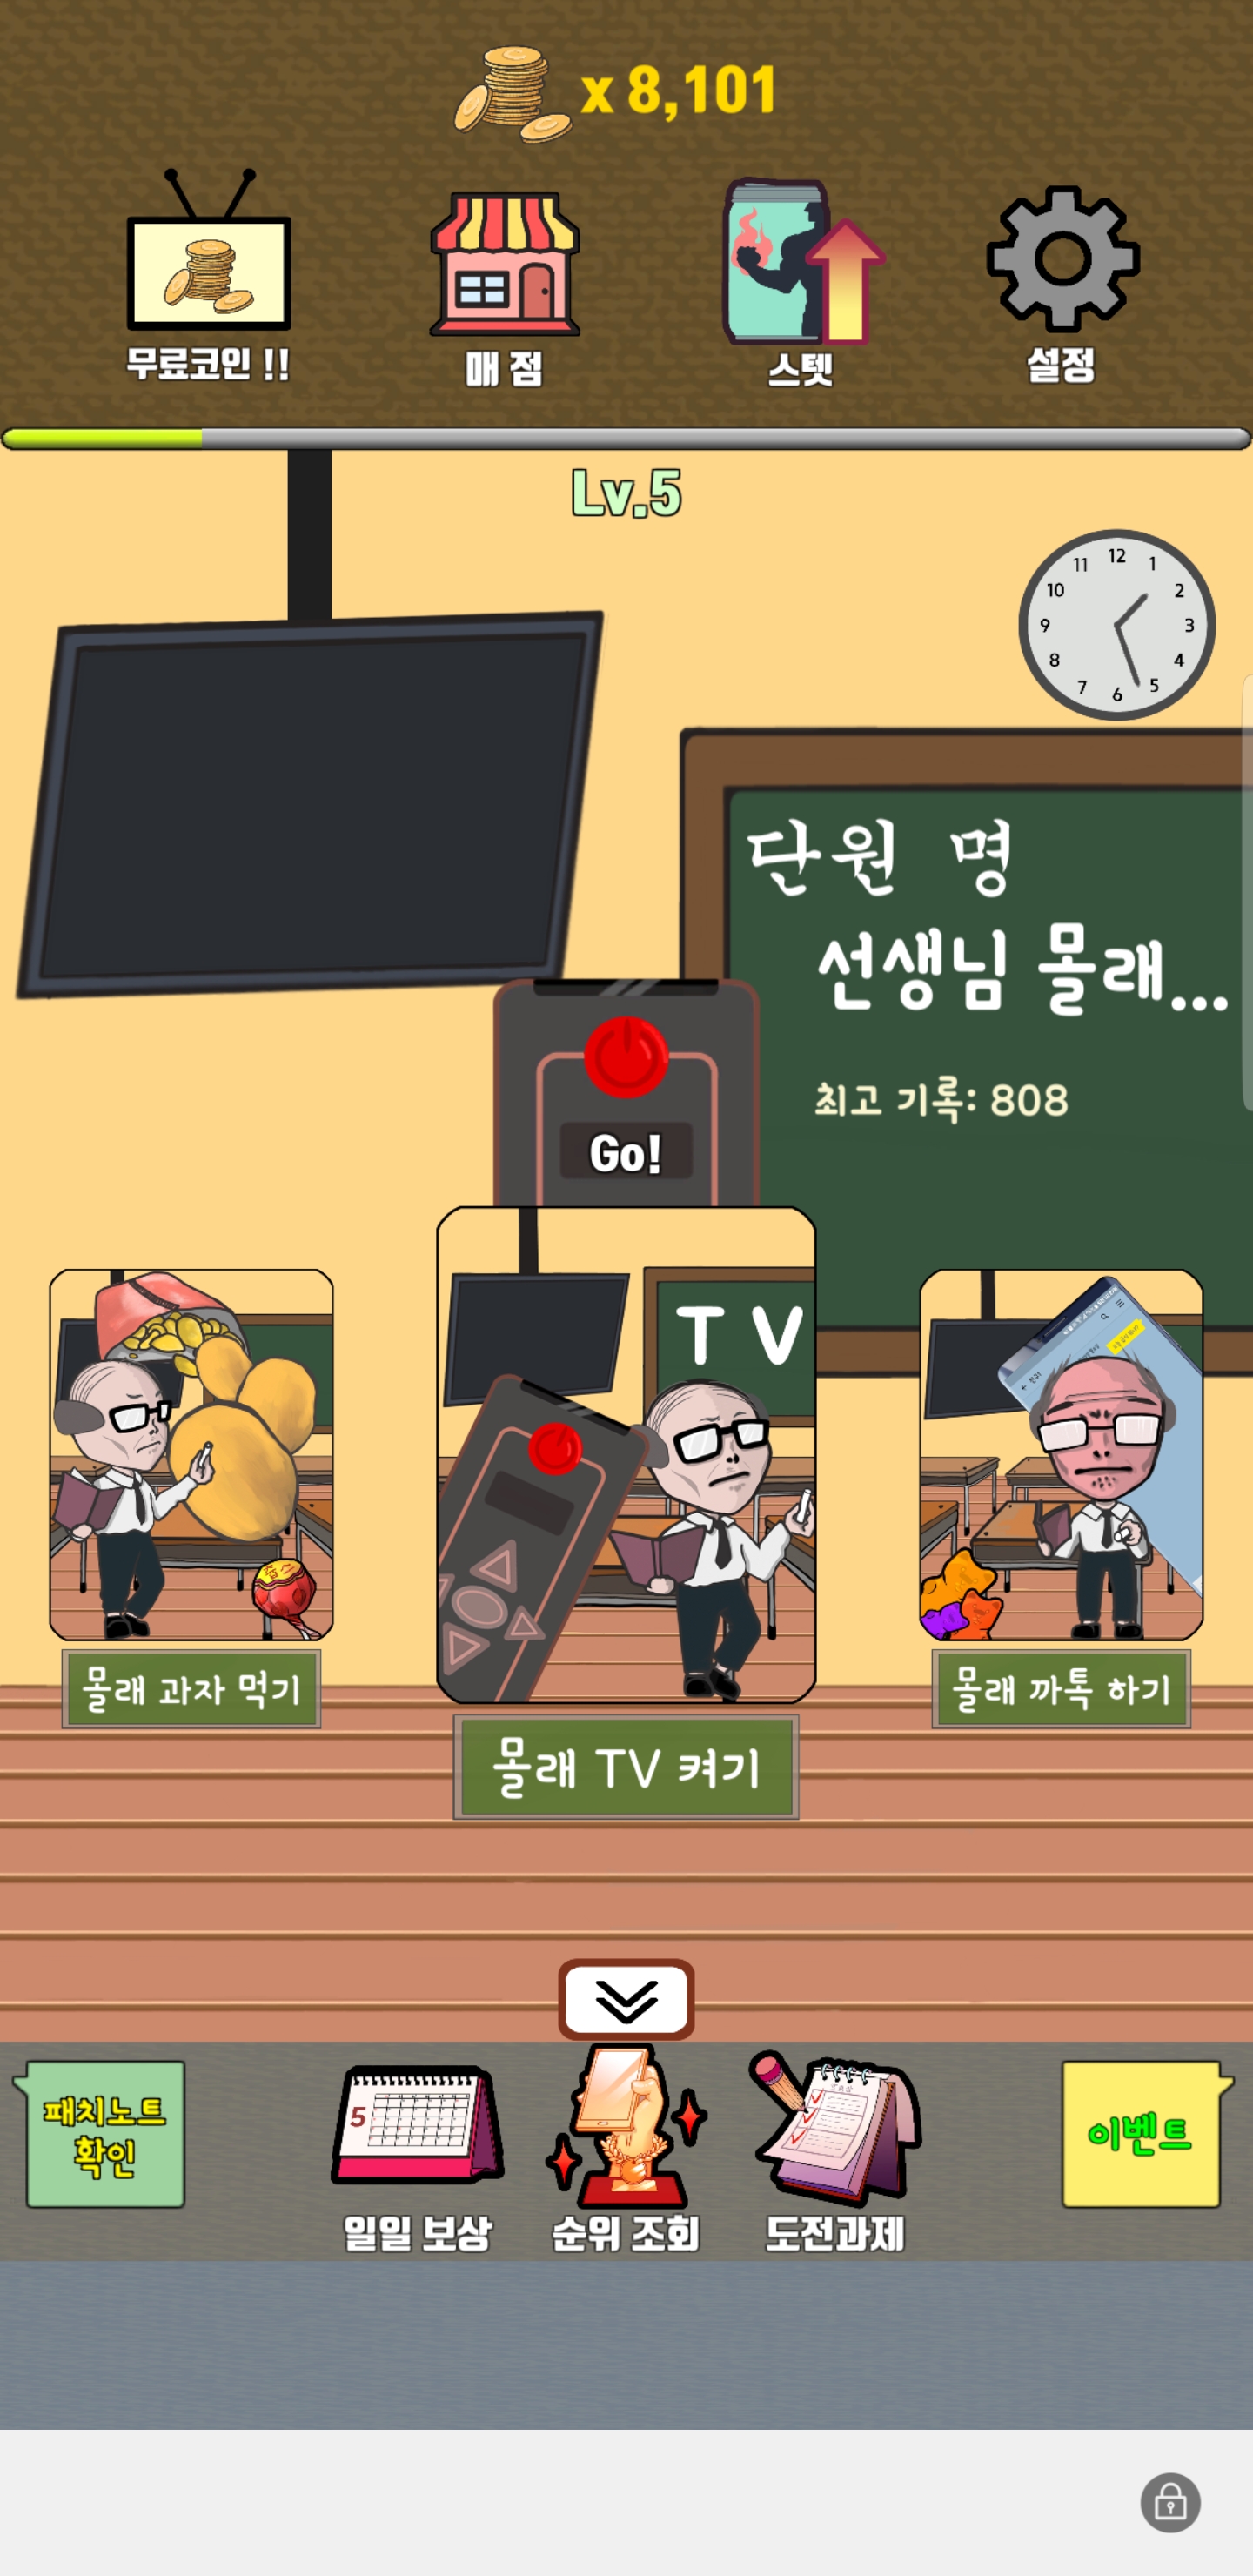 x 8,101
무료코인 !!
매 점
스텟
설정
Lv.5
12
11
1
10
2
9
3
8
4
7
5
6
단원 명
선생님 몰래...
최고 기록: 808
Go!
T V
몰래 과자 먹기
몰래 TV 켜기
몰래 까톡 하기
패치노트
확인
5
일일 보상
순위 조회
도전과제
이벤트